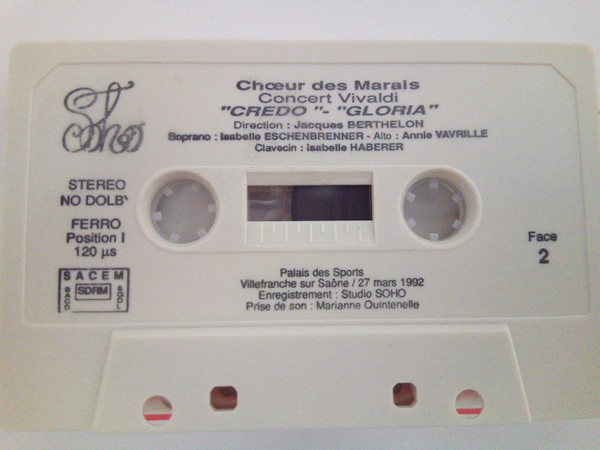 Soho
Chœur des Marais
Concert Vivaldi
"CREDO "- "GLORIA"
Direction : Jacques BERTHELON
Soprano : Isabelle ESCHENBRENNER - Alto : Annie VAVRILLE
Clavecin : Isabelle HABERER
STEREO
NO DOLBY
FERRO
Position I
120 µs
Face
2
SACEM
SDRM
SACD
SGDL
Palais des Sports
Villefranche sur Saône / 27 mars 1992
Enregistrement : Studio SOHO
Prise de son : Marianne Quintenelle